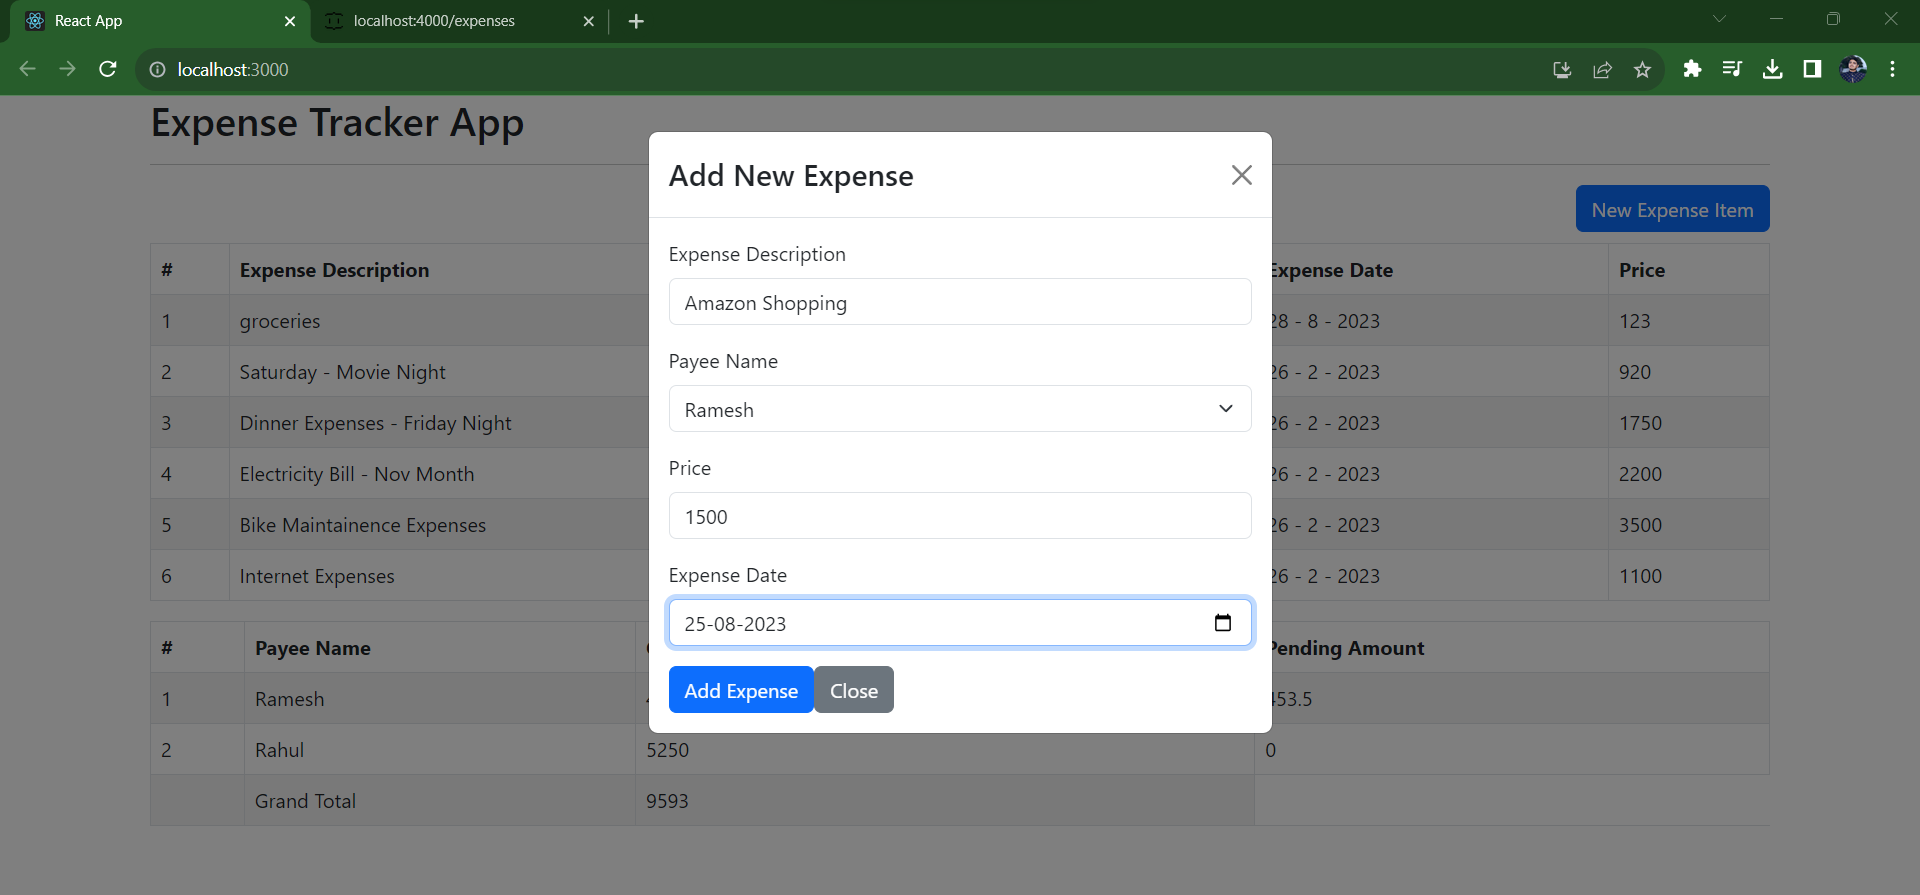 React App
localhost:4000/expenses
localhost:3000
Expense Tracker App
New Expense Item
# Expense Description Expense Date Price
1 groceries 28 - 8 - 2023 123
2 Saturday - Movie Night 26 - 2 - 2023 920
3 Dinner Expenses - Friday Night 26 - 2 - 2023 1750
4 Electricity Bill - Nov Month 26 - 2 - 2023 2200
5 Bike Maintainence Expenses 26 - 2 - 2023 3500
6 Internet Expenses 26 - 2 - 2023 1100
Add New Expense
Expense Description
Amazon Shopping
Payee Name
Ramesh
Price
1500
Expense Date
25-08-2023
Add Expense Close
# Payee Name Pending Amount
1 Ramesh 453.5
2 Rahul 5250 0
Grand Total 9593